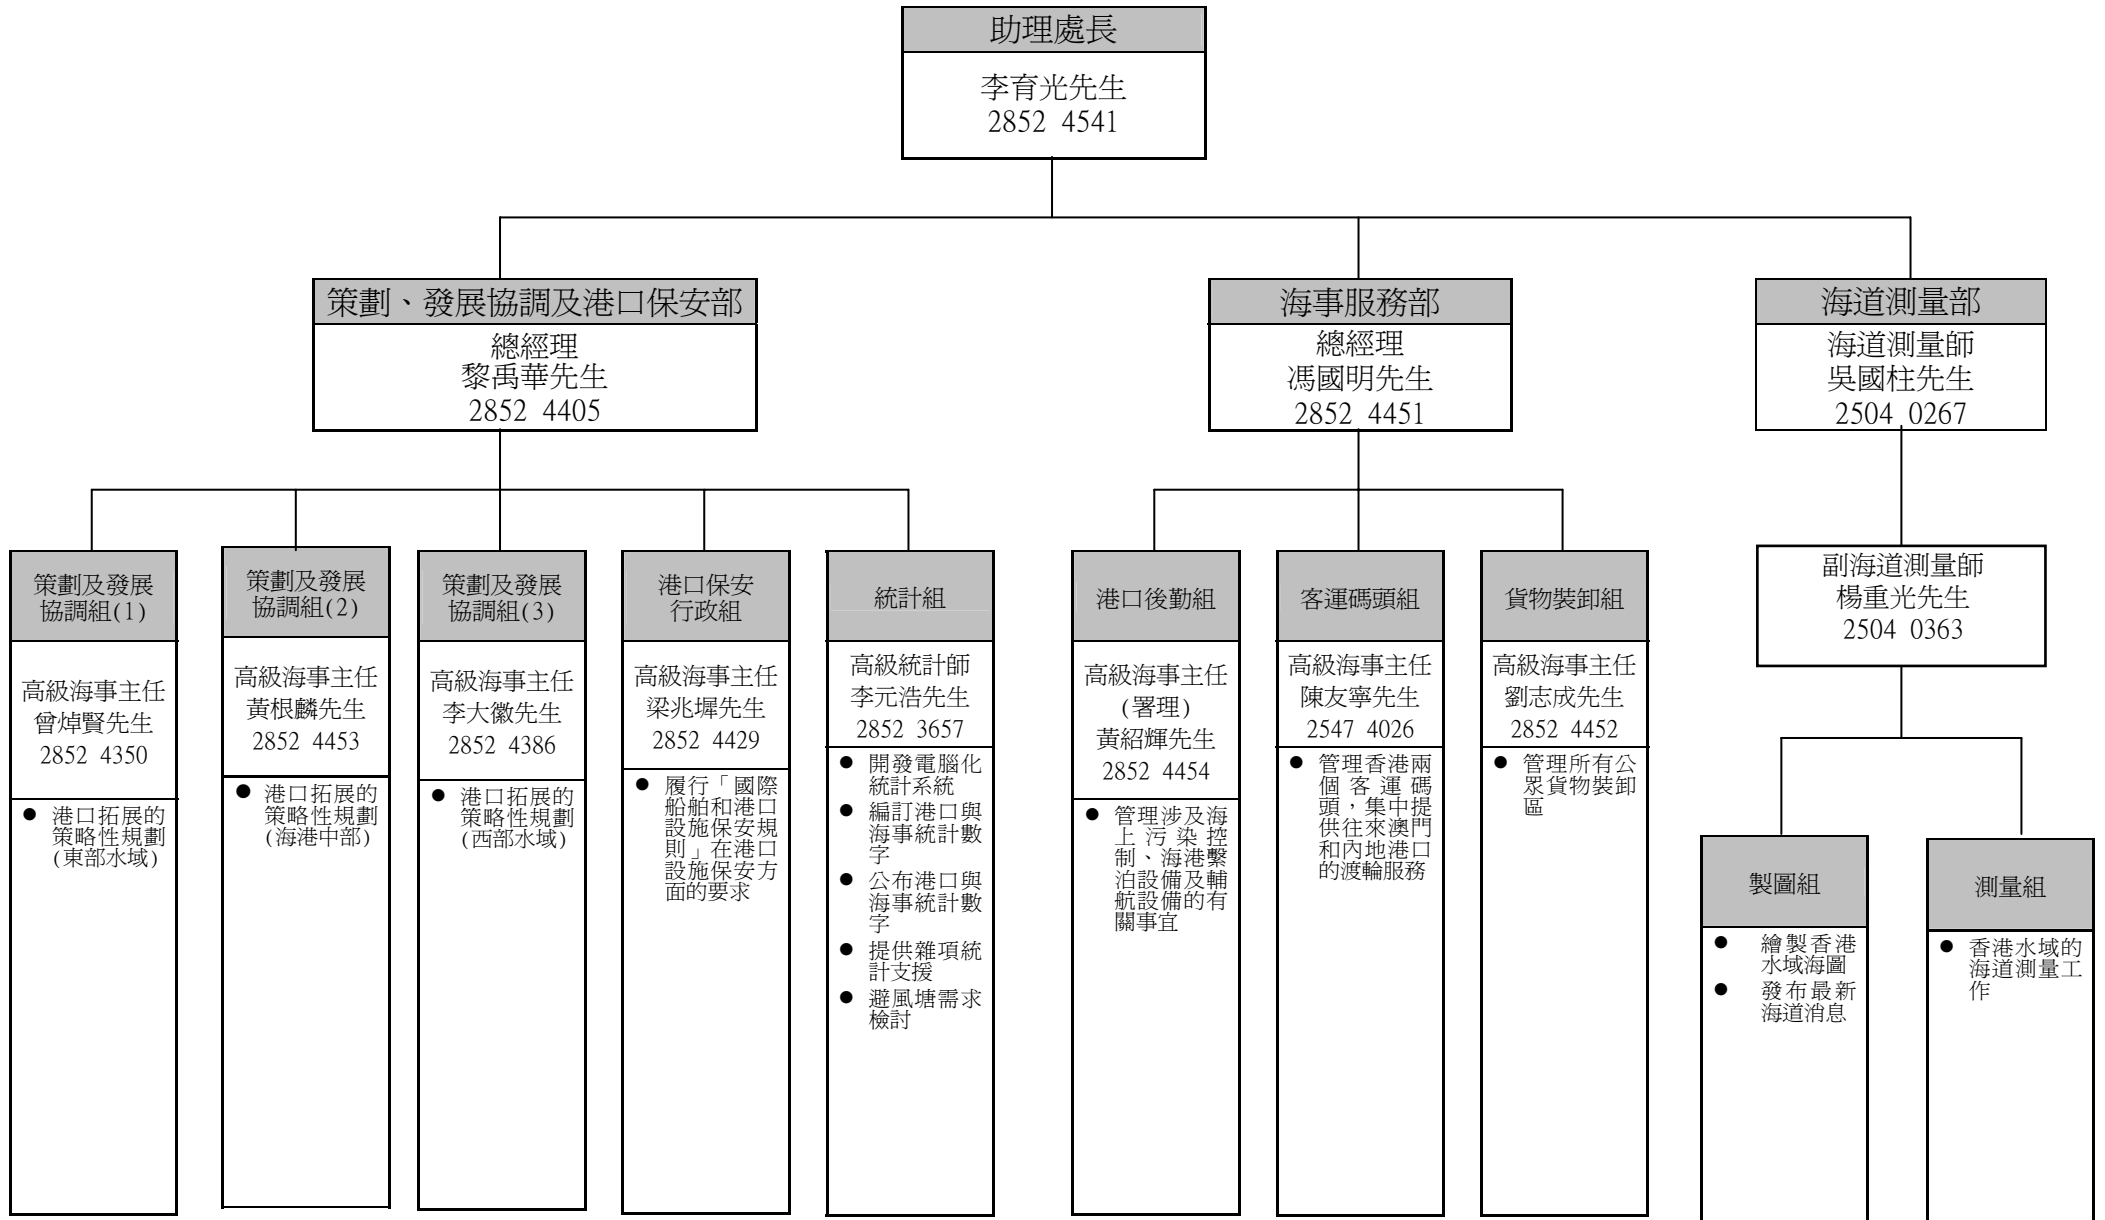 助理處長
李育光先生
2852 4541
策劃、發展協調及港口保安部
總經理
黎禹華先生
2852 4405
海事服務部
總經理
馮國明先生
2852 4451
海道測量部
海道測量師
吳國柱先生
2504 0267
策劃及發展
協調組(1)
高級海事主任
曾焯賢先生
2852 4350
● 港口拓展的
策略性規劃
(東部水域)
策劃及發展
協調組(2)
高級海事主任
黃根麟先生
2852 4453
● 港口拓展的
策略性規劃
(海港中部)
策劃及發展
協調組(3)
高級海事主任
李大徽先生
2852 4386
● 港口拓展的
策略性規劃
(西部水域)
港口保安
行政組
高級海事主任
梁兆墀先生
2852 4429
● 履行「國際
船舶和港口
設施保安規
則」在港口
設施保安方
面的要求
統計組
高級統計師
李元浩先生
2852 3657
● 開發電腦化
統計系統
● 編訂港口與
海事統計數
字
● 公布港口與
海事統計數
字
● 提供雜項統
計支援
● 避風塘需求
檢討
港口後勤組
高級海事主任
(署理)
黃紹輝先生
2852 4454
● 管理涉及海
上污染控
制、海港繫
泊設備及輔
航設備的有
關事宜
客運碼頭組
高級海事主任
陳友寧先生
2547 4026
● 管理香港兩
個客運碼
頭，集中提
供往來澳門
和內地港口
的渡輪服務
貨物裝卸組
高級海事主任
劉志成先生
2852 4452
● 管理所有公
眾貨物裝卸
區
副海道測量師
楊重光先生
2504 0363
製圖組
● 繪製香港
水域海圖
● 發布最新
海道消息
測量組
● 香港水域的
海道測量工
作